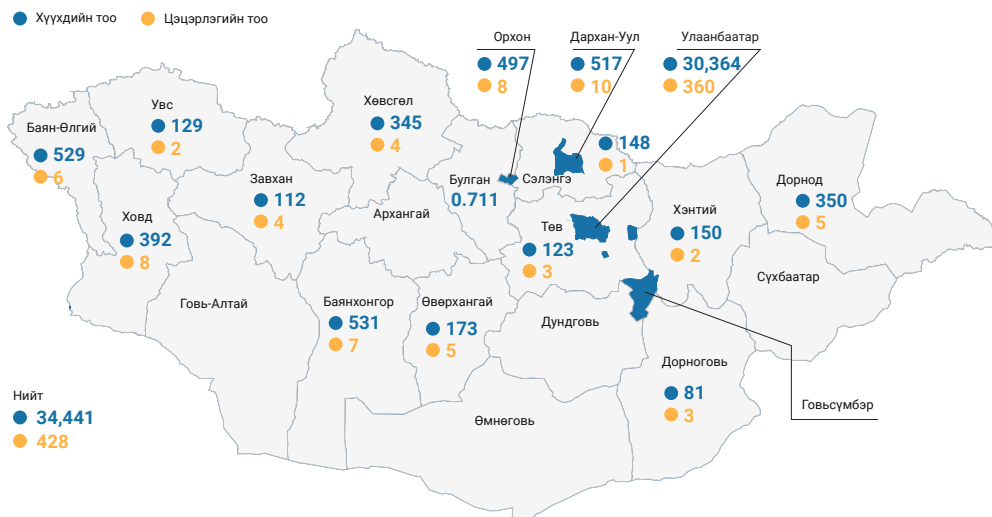 Хүүхдийн тоо
Цэцэрлэгийн тоо
Орхон
497
8
Дархан-Уул
517
10
Улаанбаатар
30,364
360
Баян-Өлгий
529
6
Увс
129
2
Хөвсгөл
345
4
Завхан
112
4
Ховд
392
8
Булган
0.711
Архангай
Сэлэнгэ
148
1
Төв
123
3
Хэнтий
150
2
Дорнод
350
5
Сүхбаатар
Говь-Алтай
Баянхонгор
531
7
Өвөрхангай
173
5
Дундговь
Дорноговь
81
3
Говьсүмбэр
Өмнөговь
Нийт
34,441
428